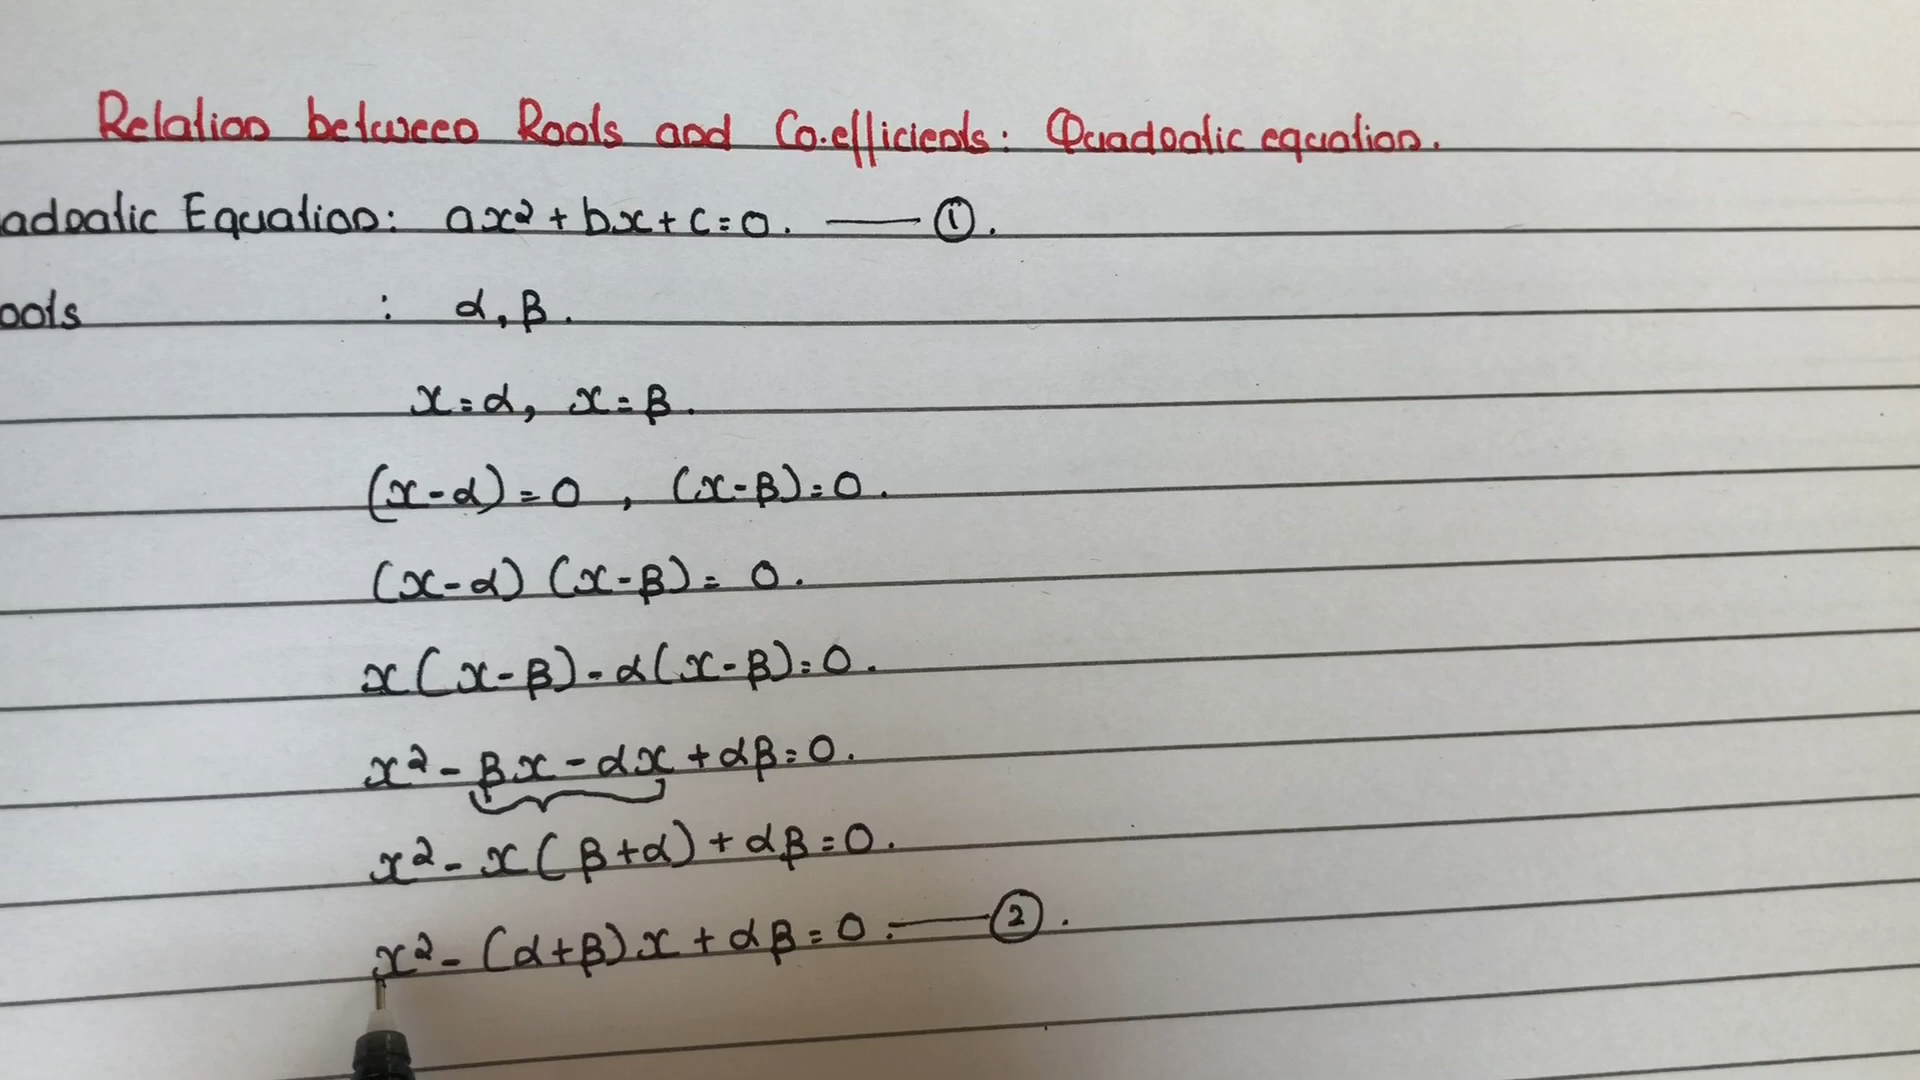 Relation between Roots and Co.efficients: Quadratic equation.
adratic Equation: ax² + bx + c = 0. —— ①.
oots : α, β.
x = α, x = β.
(x - α) = 0 , (x - β) = 0.
(x - α) (x - β) = 0.
x (x - β) - α (x - β) = 0.
x² - βx - αx + αβ = 0.
x² - x (β + α) + αβ = 0.
x² - (α + β) x + αβ = 0. —— ②.